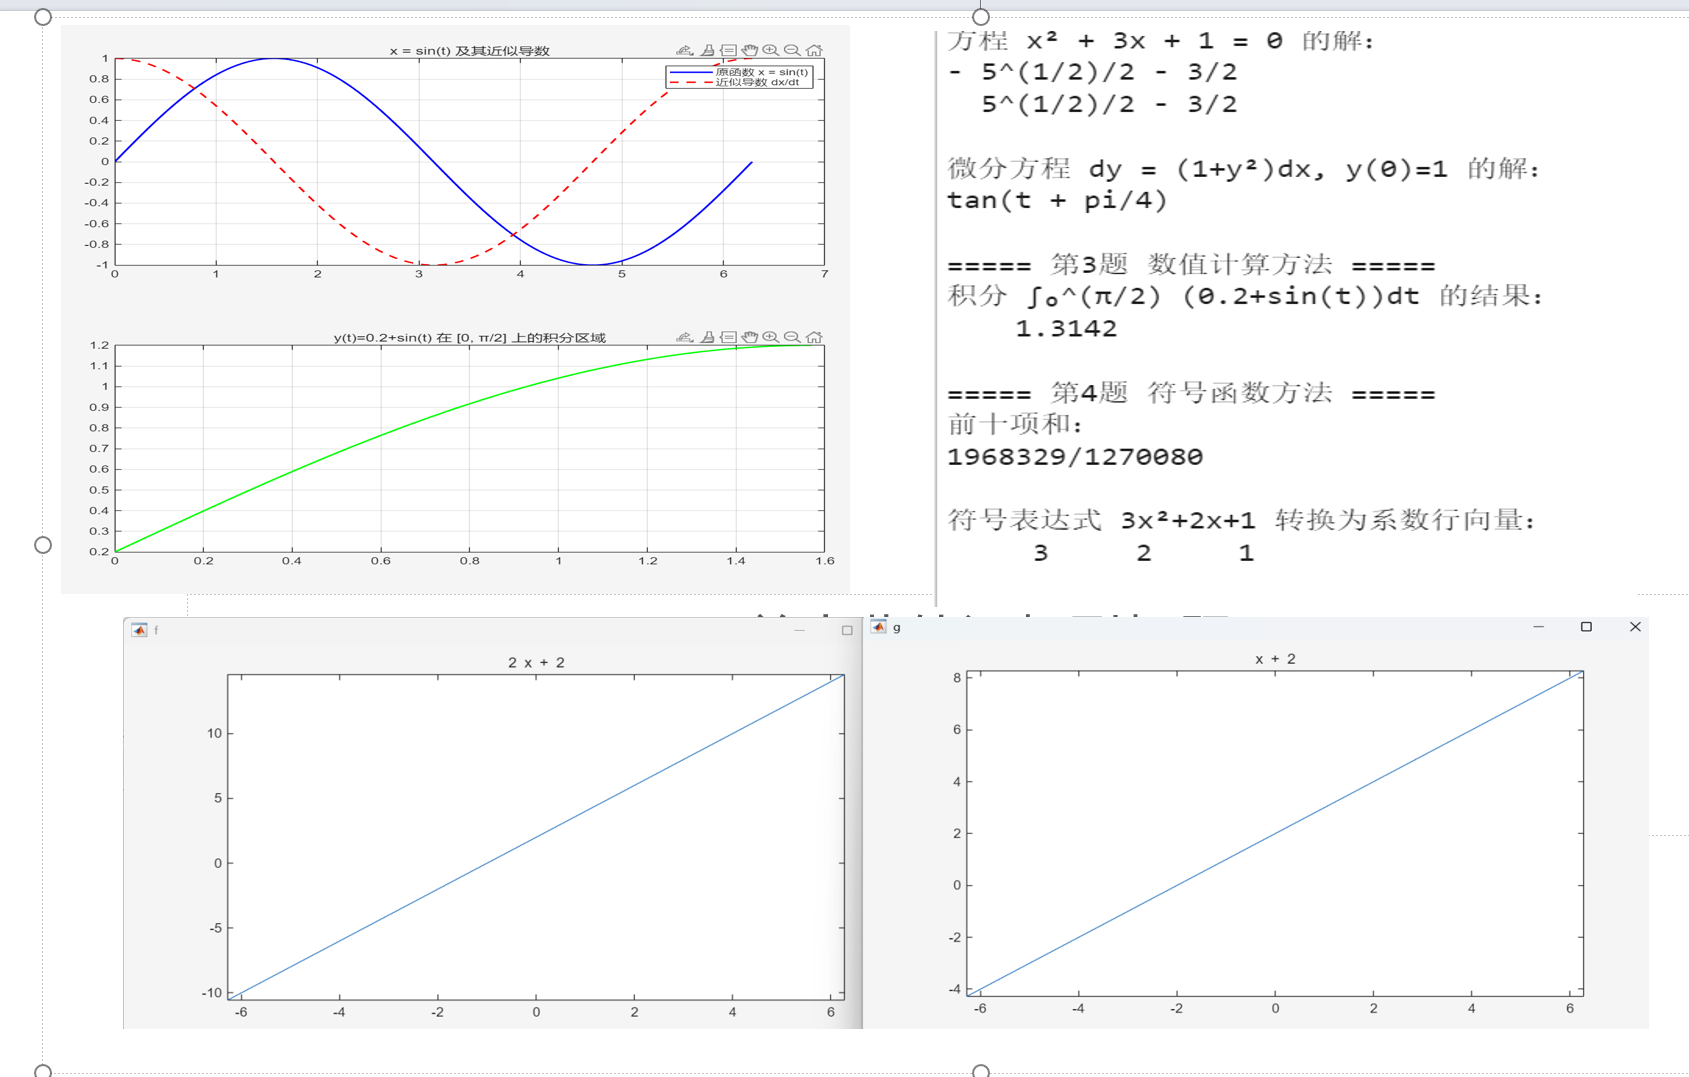 x = sin(t) 及其近似导数
原函数 x = sin(t)
近似导数 dx/dt
1
0.8
0.6
0.4
0.2
0
-0.2
-0.4
-0.6
-0.8
-1
0 1 2 3 4 5 6 7
y(t)=0.2+sin(t) 在 [0, π/2] 上的积分区域
1.2
1.1
1
0.9
0.8
0.7
0.6
0.5
0.4
0.3
0.2
0 0.2 0.4 0.6 0.8 1 1.2 1.4 1.6
方程 x² + 3x + 1 = 0 的解:
- 5^(1/2)/2 - 3/2
5^(1/2)/2 - 3/2
微分方程 dy = (1+y²)dx, y(0)=1 的解:
tan(t + pi/4)
===== 第3题 数值计算方法 =====
积分 ∫₀^(π/2) (0.2+sin(t))dt 的结果:
1.3142
===== 第4题 符号函数方法 =====
前十项和:
1968329/1270080
符号表达式 3x²+2x+1 转换为系数行向量:
3 2 1
f
2 x + 2
10
5
0
-5
-10
-6 -4 -2 0 2 4 6
g
x + 2
8
6
4
2
0
-2
-4
-6 -4 -2 0 2 4 6